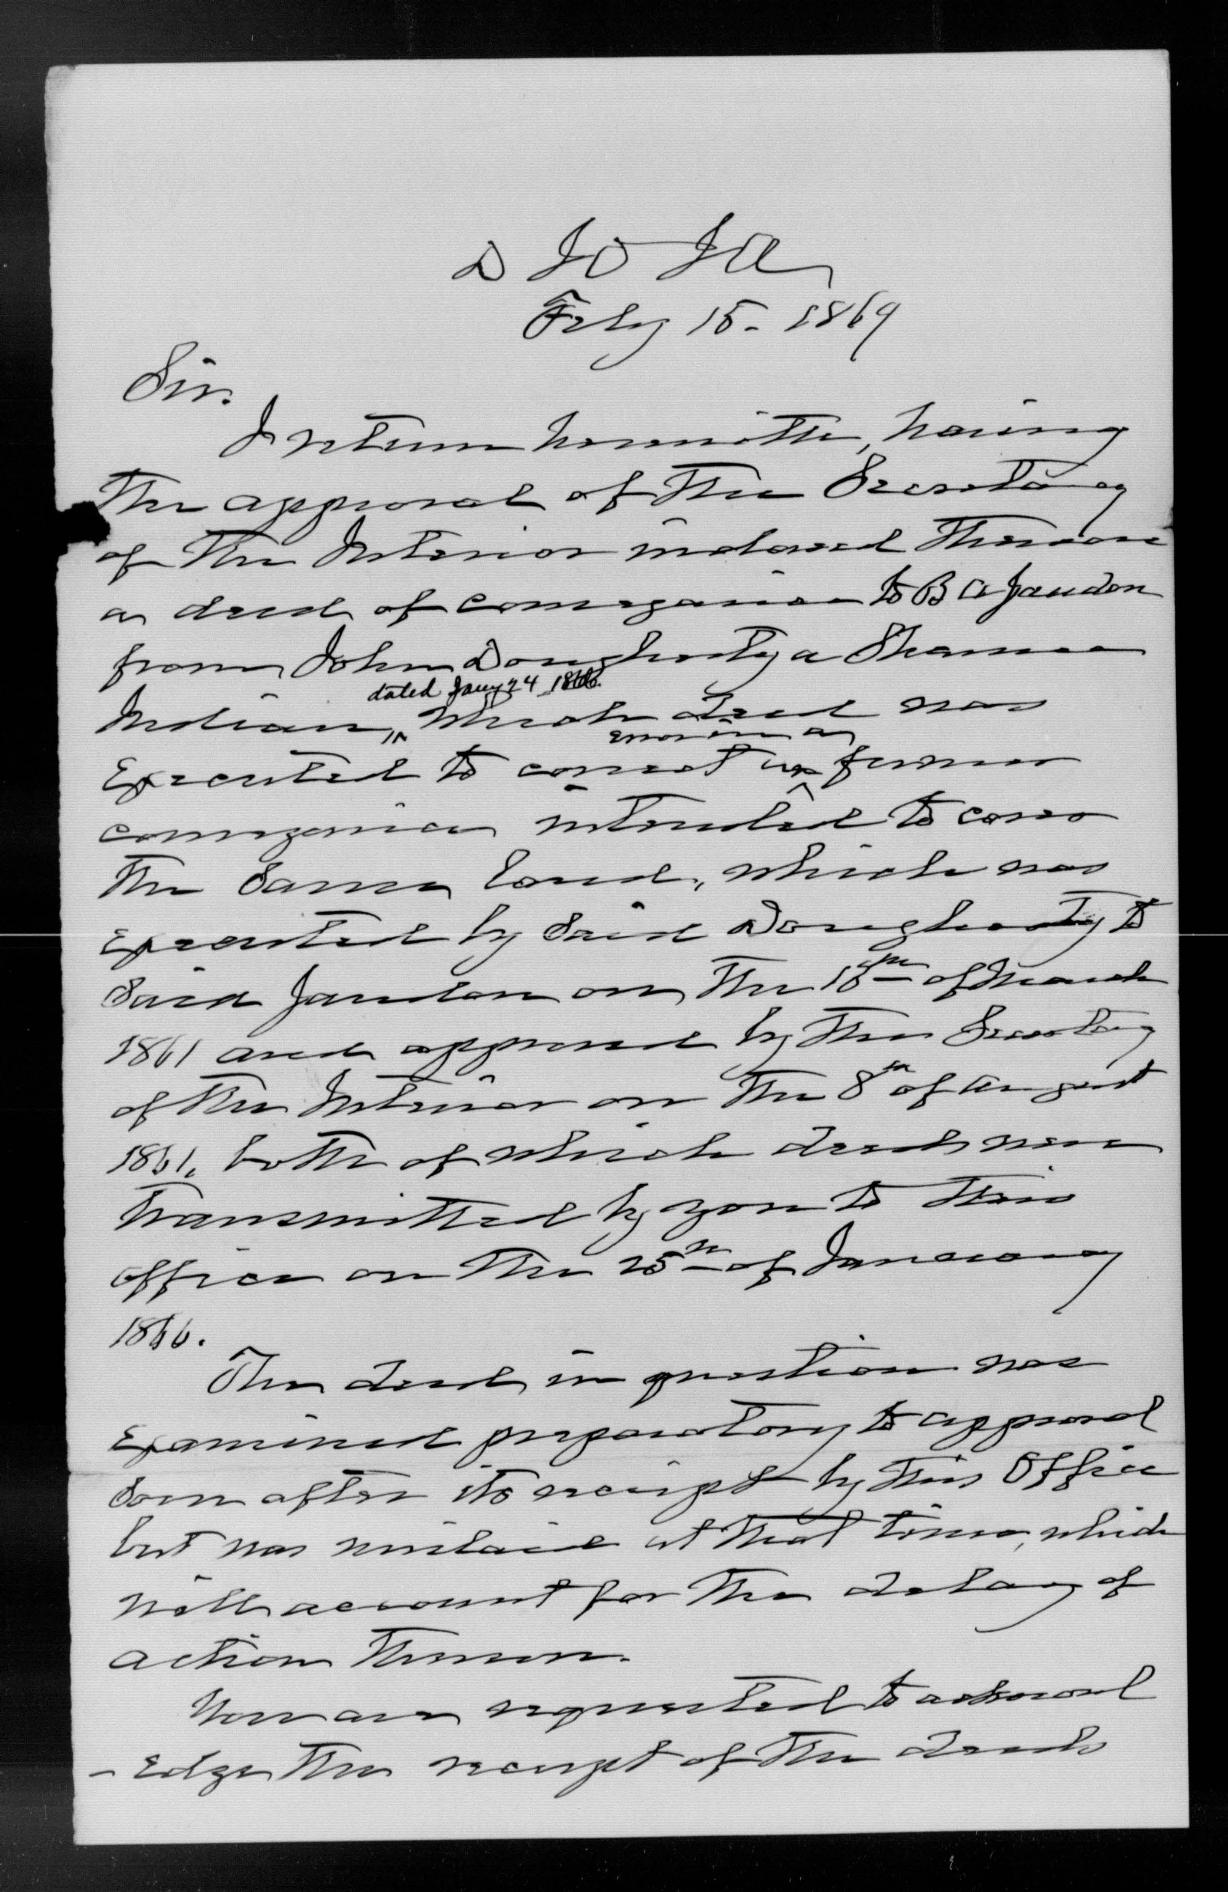 D I O I A
Feby 15 - 1869
Sir.
I return herewith, having
the approval of the Secretary
of the Interior indorsed thereon
a deed of conveyance to B A Jaudon
from John Dougherty a Shawnee
dated Jany 24 1866.
Indian, which deed was
error in a
executed to correct former
conveyance intended to cover
the same land, which was
executed by said Dougherty to
said Jaudon on the 15th of March
1861 and approved by the Secretary
of the Interior on the 8th of August
1861, both of which deeds were
transmitted by you to this
office on the 25th of January
1866.
The deed in question was
examined preparatory to approval
soon after its receipt by this Office
but was mislaid at that time, which
will account for the delay of
action thereon.
You are requested to acknowl
- edge the receipt of the deeds